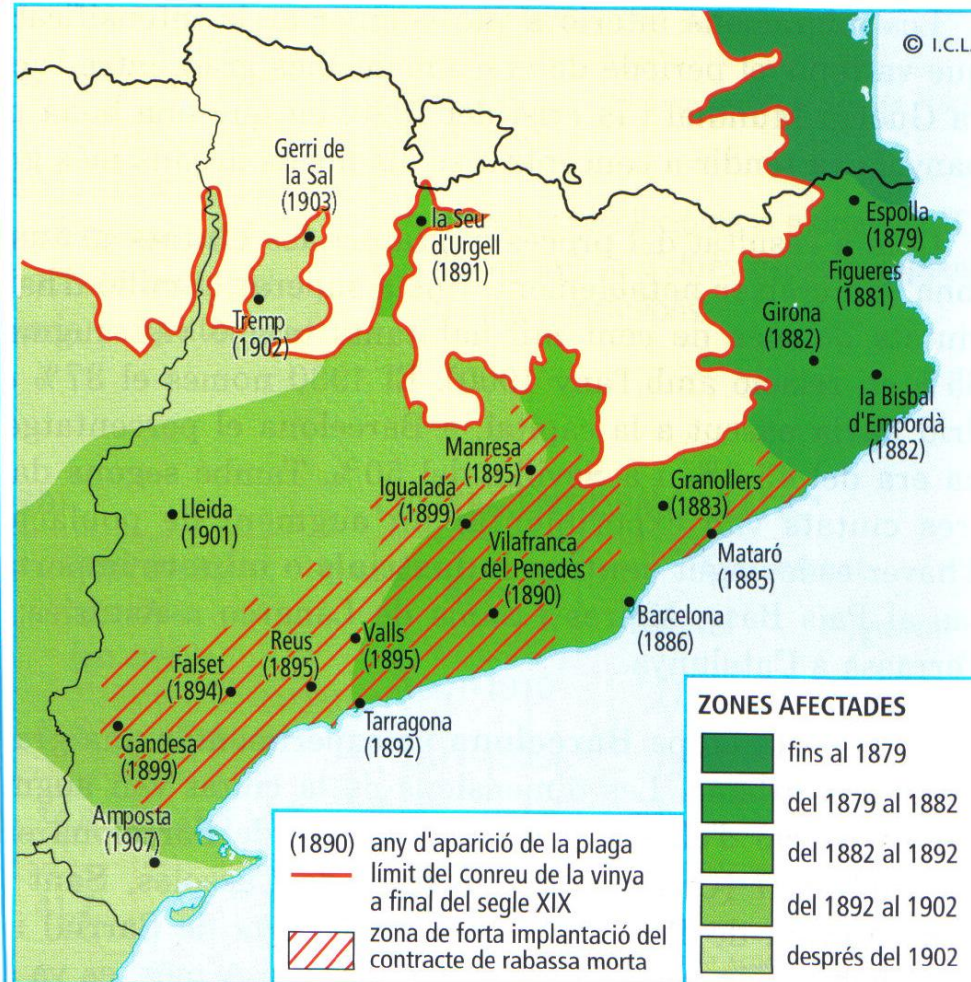 © I.C.L.
Gerri de
la Sal
(1903)
la Seu
d'Urgell
(1891)
Espolla
(1879)
Figueres
(1881)
Tremp
(1902)
Girona
(1882)
la Bisbal
d'Empordà
(1882)
Manresa
(1895)
Igualada
(1899)
Granollers
(1883)
Lleida
(1901)
Vilafranca
del Penedès
(1890)
Mataró
(1885)
Barcelona
(1886)
Reus
(1895)
Valls
(1895)
Falset
(1894)
Tarragona
(1892)
Gandesa
(1899)
Amposta
(1907)
(1890) any d'aparició de la plaga
límit del conreu de la vinya
a final del segle XIX
zona de forta implantació del
contracte de rabassa morta
ZONES AFECTADES
fins al 1879
del 1879 al 1882
del 1882 al 1892
del 1892 al 1902
després del 1902